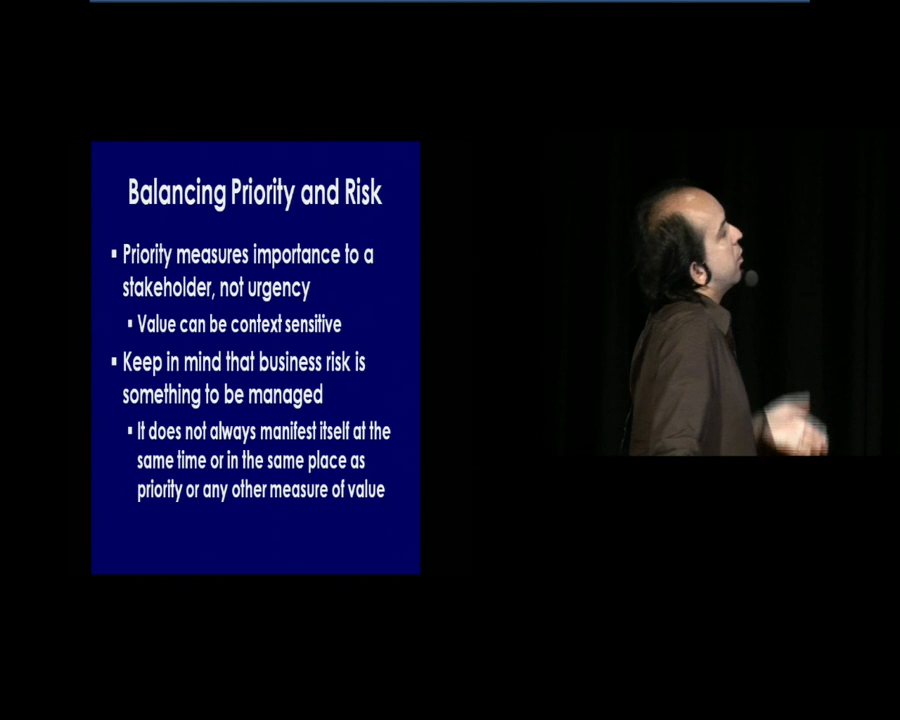 Balancing Priority and Risk
▪ Priority measures importance to a
stakeholder, not urgency
▪ Value can be context sensitive
▪ Keep in mind that business risk is
something to be managed
▪ It does not always manifest itself at the
same time or in the same place as
priority or any other measure of value